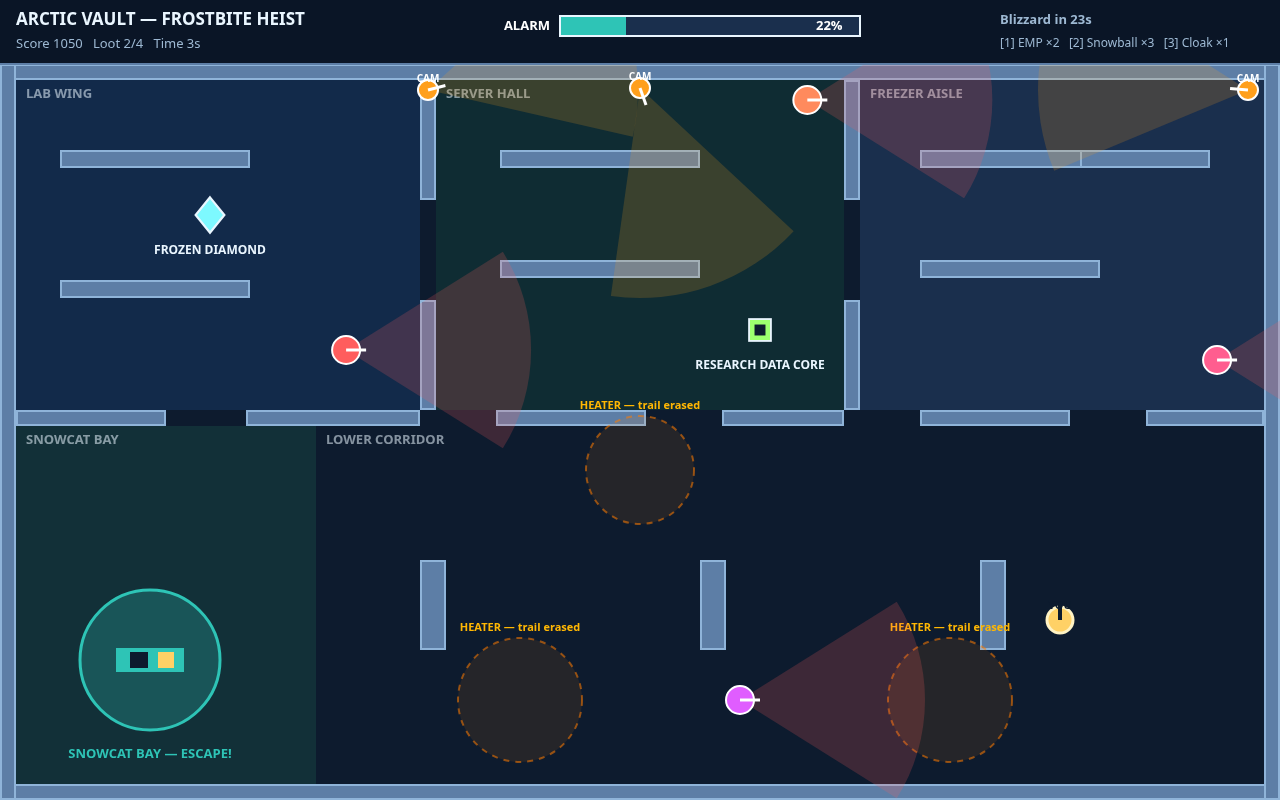 ARCTIC VAULT — FROSTBITE HEIST
Score 1050 Loot 2/4 Time 3s
ALARM
22%
Blizzard in 23s
[1] EMP ×2 [2] Snowball ×3 [3] Cloak ×1
CAM
CAM
CAM
LAB WING
SERVER HALL
FREEZER AISLE
FROZEN DIAMOND
RESEARCH DATA CORE
HEATER — trail erased
SNOWCAT BAY
LOWER CORRIDOR
HEATER — trail erased
HEATER — trail erased
SNOWCAT BAY — ESCAPE!